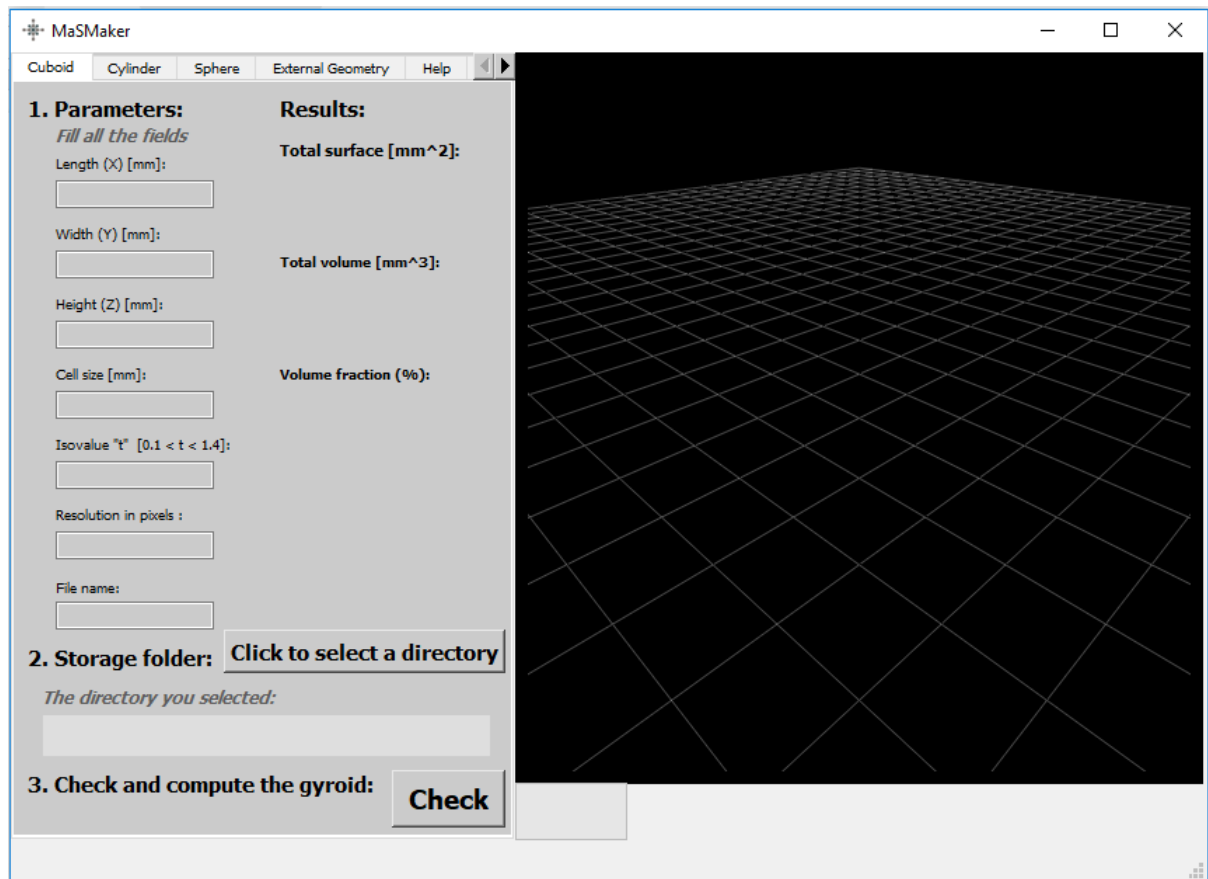 MaSMaker
Cuboid Cylinder Sphere External Geometry Help
1. Parameters:
Fill all the fields
Length (X) [mm]:
Width (Y) [mm]:
Height (Z) [mm]:
Cell size [mm]:
Isovalue "t"  [0.1 < t < 1.4]:
Resolution in pixels :
File name:
Results:
Total surface [mm^2]:
Total volume [mm^3]:
Volume fraction (%):
2. Storage folder: Click to select a directory
The directory you selected:
3. Check and compute the gyroid: Check